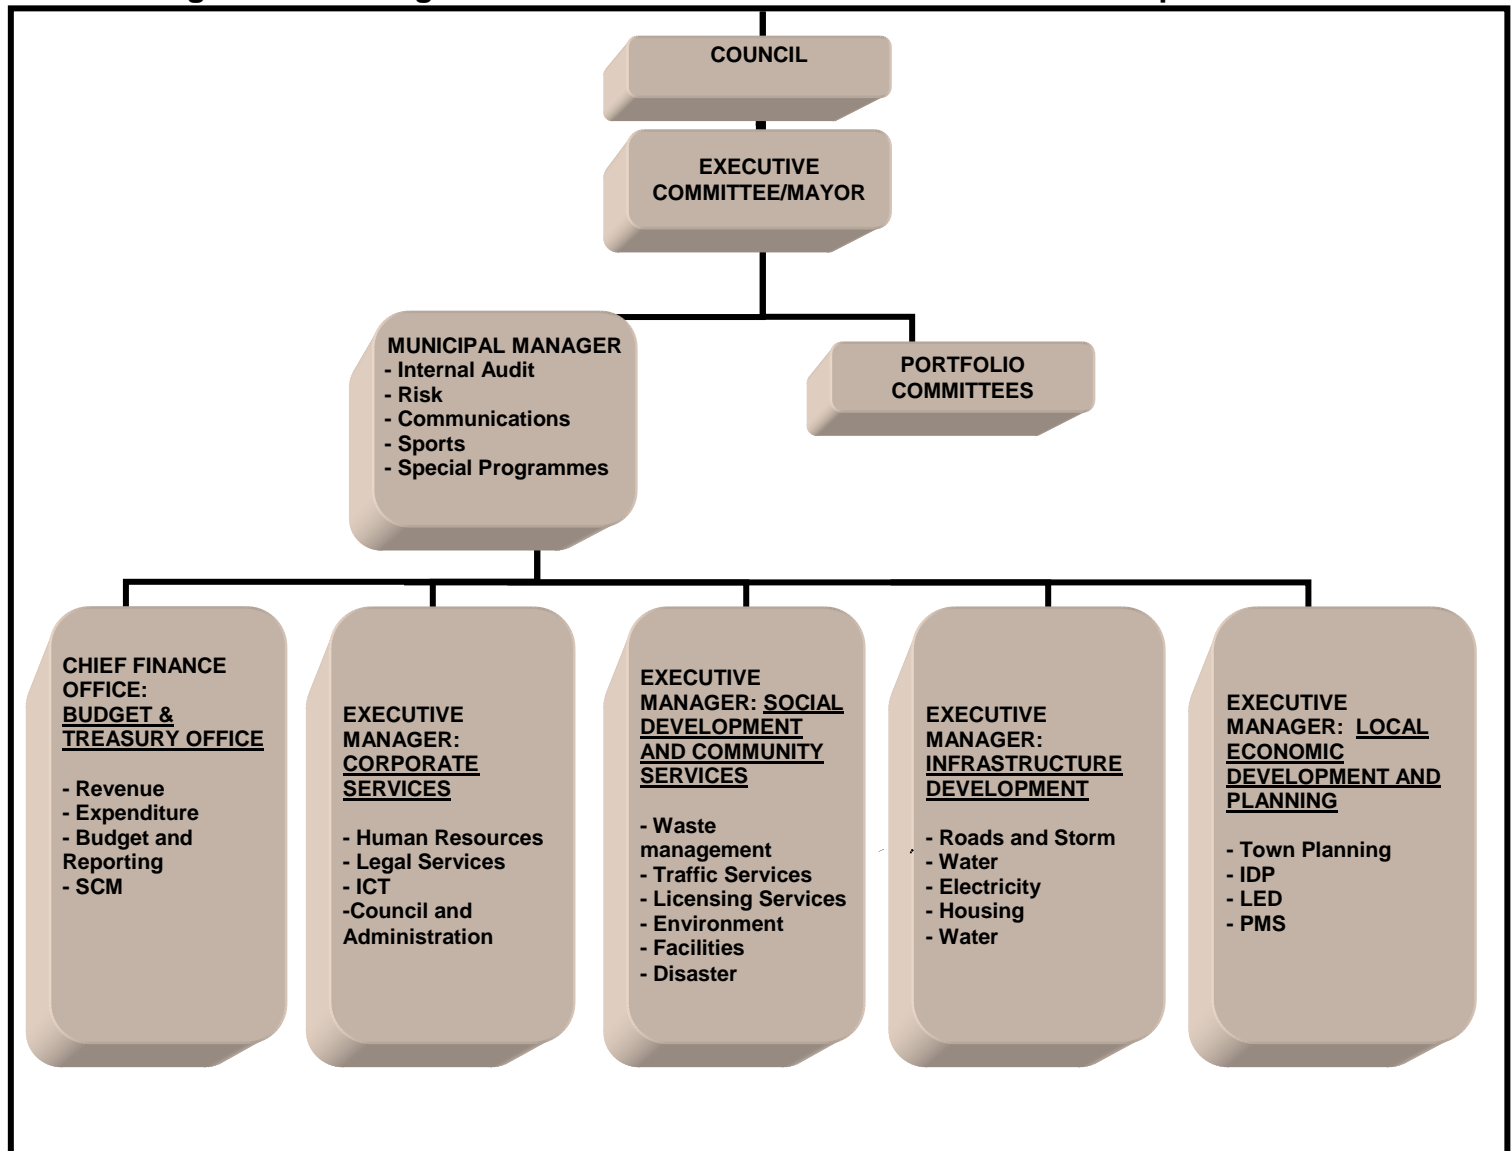 COUNCIL
EXECUTIVE
COMMITTEE/MAYOR
MUNICIPAL MANAGER
- Internal Audit
- Risk
- Communications
- Sports
- Special Programmes
PORTFOLIO
COMMITTEES
CHIEF FINANCE
OFFICE:
BUDGET &
TREASURY OFFICE
- Revenue
- Expenditure
- Budget and
Reporting
- SCM
EXECUTIVE
MANAGER:
CORPORATE
SERVICES
- Human Resources
- Legal Services
- ICT
-Council and
Administration
EXECUTIVE
MANAGER: SOCIAL
DEVELOPMENT
AND COMMUNITY
SERVICES
- Waste
management
- Traffic Services
- Licensing Services
- Environment
- Facilities
- Disaster
EXECUTIVE
MANAGER:
INFRASTRUCTURE
DEVELOPMENT
- Roads and Storm
- Water
- Electricity
- Housing
- Water
EXECUTIVE
MANAGER: LOCAL
ECONOMIC
DEVELOPMENT AND
PLANNING
- Town Planning
- IDP
- LED
- PMS